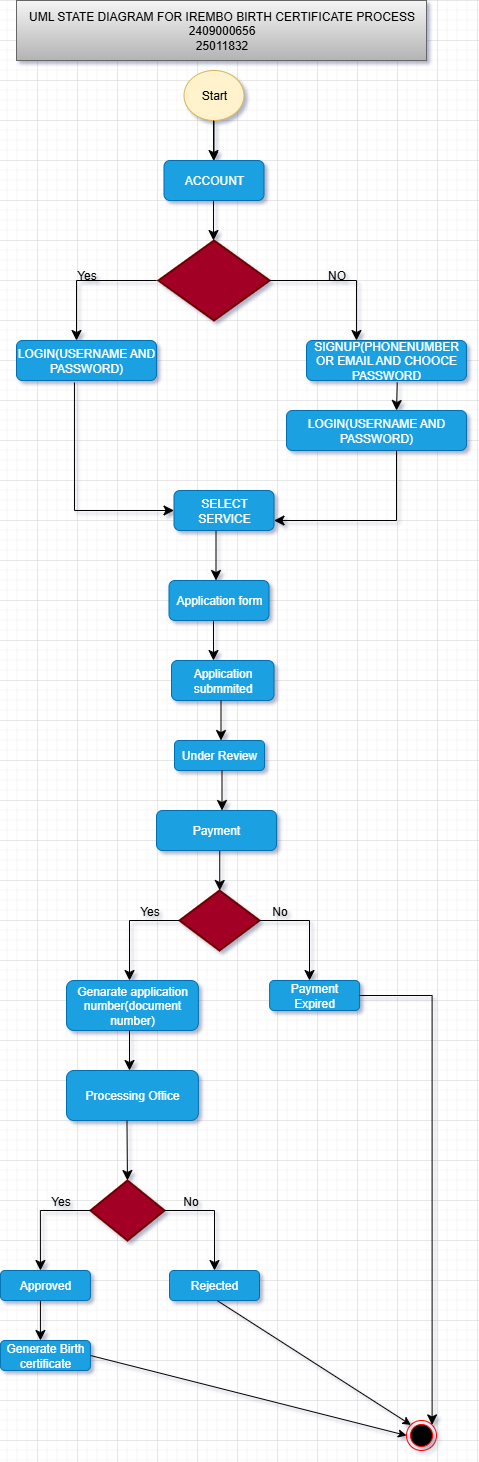 UML STATE DIAGRAM FOR IREMBO BIRTH CERTIFICATE PROCESS
2409000656
25011832
Start
ACCOUNT
Yes
NO
LOGIN(USERNAME AND
PASSWORD)
SIGNUP(PHONENUMBER
OR EMAIL AND CHOOCE
PASSWORD
LOGIN(USERNAME AND
PASSWORD)
SELECT
SERVICE
Application form
Application
submmited
Under Review
Payment
Yes
No
Genarate application
number(document
number)
Payment
Expired
Processing Office
Yes
No
Approved
Rejected
Generate Birth
certificate